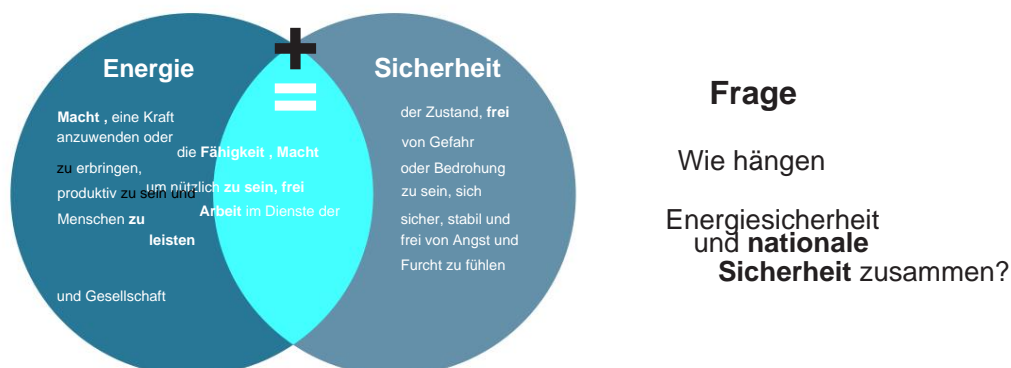 +
=
Energie
Macht , eine Kraft
anzuwenden oder
die Fähigkeit , Macht
zu erbringen,
um nützlich zu sein, frei
produktiv zu sein und
Arbeit im Dienste der
Menschen zu
leisten
und Gesellschaft
Sicherheit
der Zustand, frei
von Gefahr
oder Bedrohung
zu sein, sich
sicher, stabil und
frei von Angst und
Furcht zu fühlen
Frage
Wie hängen
Energiesicherheit
und nationale
Sicherheit zusammen?